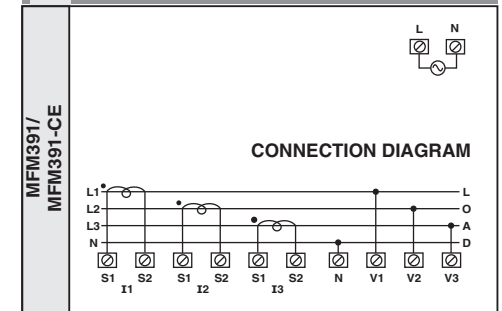 MFM391/
MFM391-CE
L N
CONNECTION DIAGRAM
L1 L
L2 O
L3 A
N D
S1 S2 S1 S2 S1 S2 N V1 V2 V3
I1 I2 I3